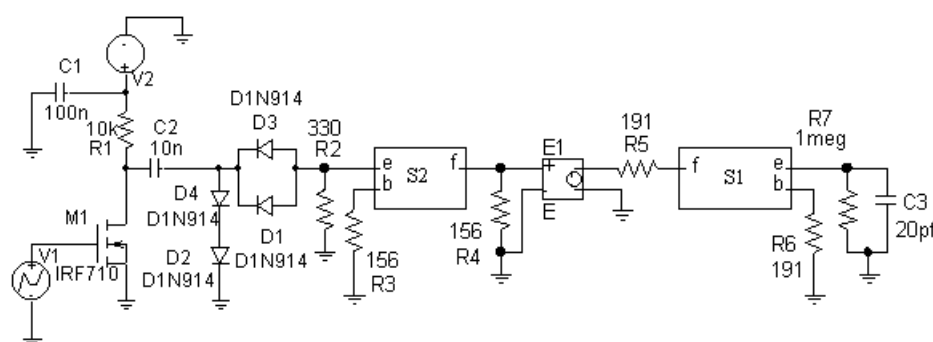 C1
100n
-
+
V2
10k
R1
C2
10n
D1N914
D3
D4
D1N914
D1
D1N914
D2
D1N914
M1
IRF710
V1
330
R2
e
b
f
S2
156
R3
156
R4
E1
+
-
E
191
R5
f
S1
e
b
R7
1meg
R6
191
C3
20pf